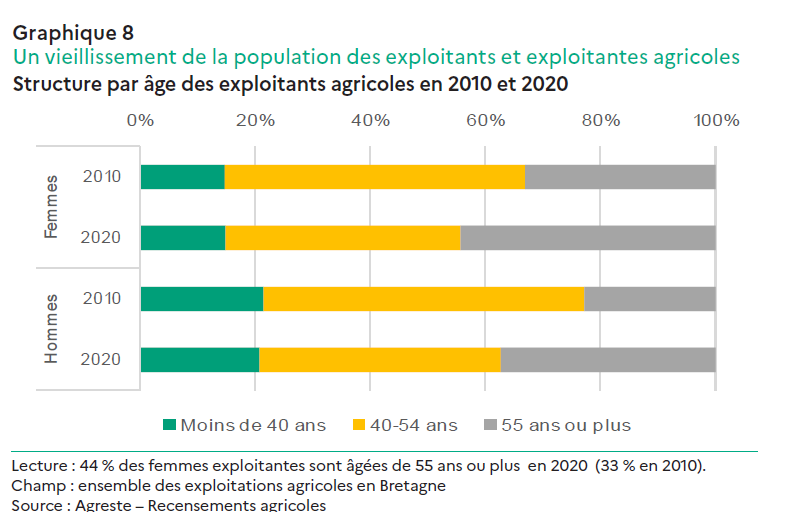 Graphique 8
Un vieillissement de la population des exploitants et exploitantes agricoles
Structure par âge des exploitants agricoles en 2010 et 2020
0% 20% 40% 60% 80% 100%
Femmes
2010
2020
Hommes
2010
2020
Moins de 40 ans 40-54 ans 55 ans ou plus
Lecture : 44 % des femmes exploitantes sont âgées de 55 ans ou plus en 2020 (33 % en 2010).
Champ : ensemble des exploitations agricoles en Bretagne
Source : Agreste – Recensements agricoles